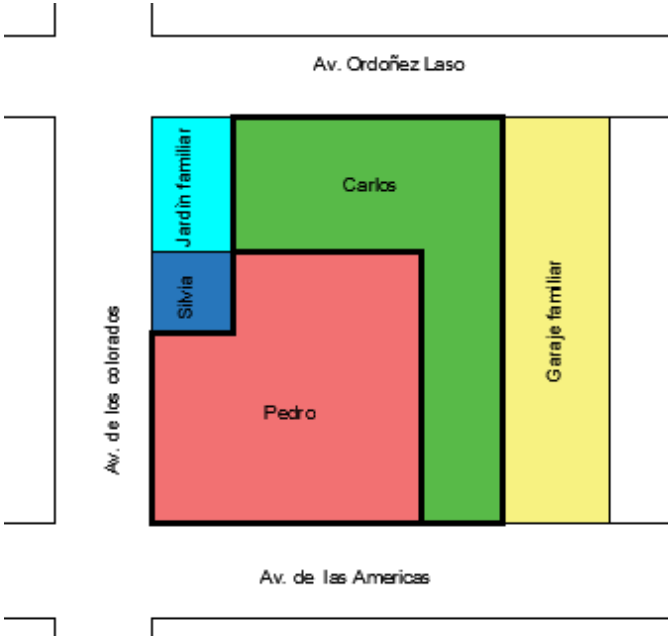 Av. Ordoñez Laso
Jardìn familiar
Carlos
Silvia
Garaje familiar
Av. de los colorados
Pedro
Av. de las Americas